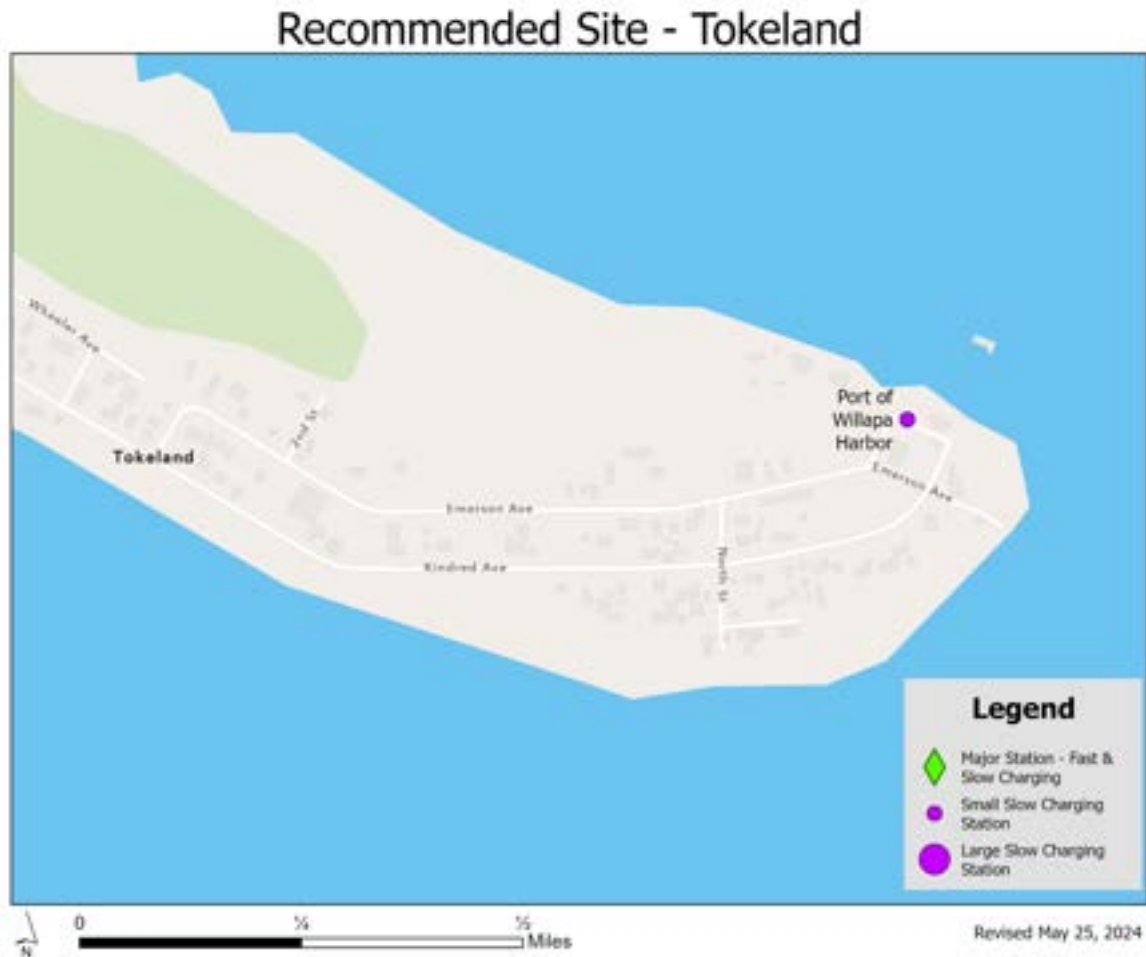 Recommended Site - Tokeland
Wheeler Ave
2nd St
Tokeland
Port of
Willapa
Harbor
Emerson Ave
Emerson Ave
Kindred Ave
North St
Legend
Major Station - Fast &
Slow Charging
Small Slow Charging
Station
Large Slow Charging
Station
N
0 ¼ ½ Miles
Revised May 25, 2024